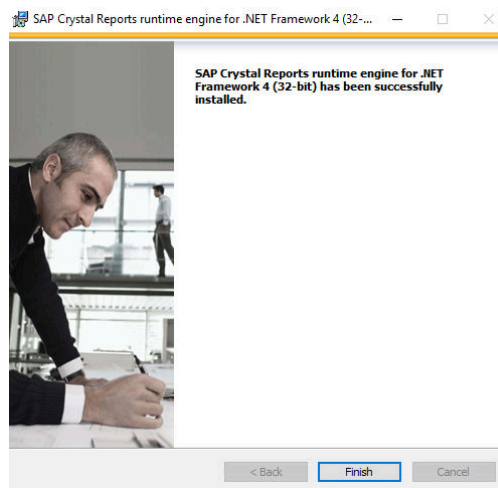 SAP Crystal Reports runtime engine for .NET Framework 4 (32-...
SAP Crystal Reports runtime engine for .NET
Framework 4 (32-bit) has been successfully
installed.
< Back
Finish
Cancel